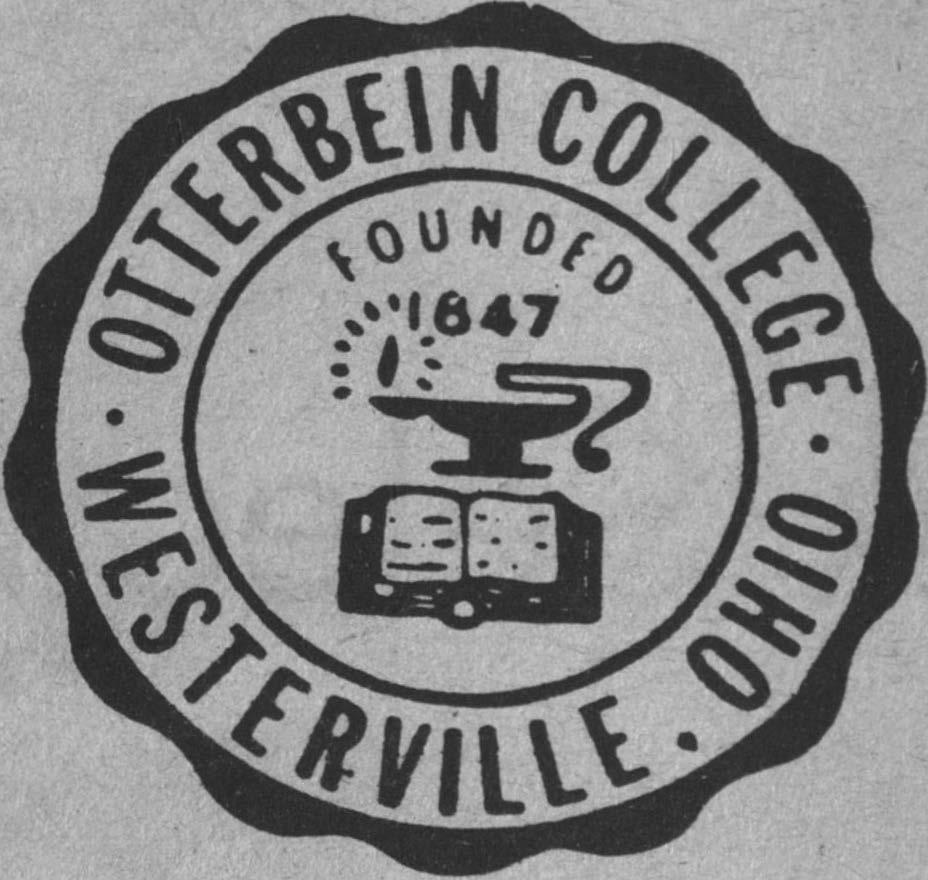 OTTERBEIN COLLEGE
FOUNDED
1847
· WESTERVILLE · OHIO ·